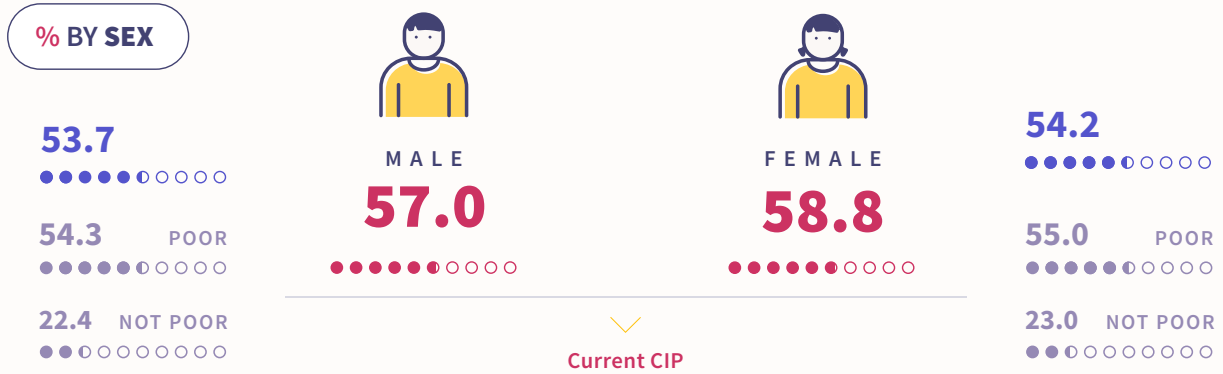 % BY SEX
53.7
54.3 POOR
22.4 NOT POOR
MALE
57.0
FEMALE
58.8
Current CIP
54.2
55.0 POOR
23.0 NOT POOR